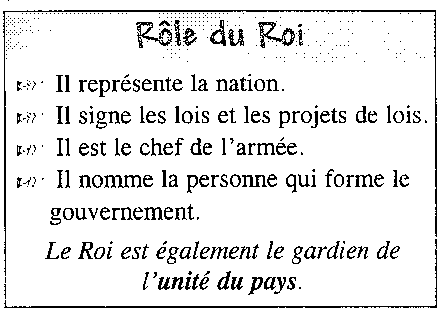 Rôle du Roi
Il représente la nation.
Il signe les lois et les projets de lois.
Il est le chef de l'armée.
Il nomme la personne qui forme le
gouvernement.
Le Roi est également le gardien de
l'unité du pays.